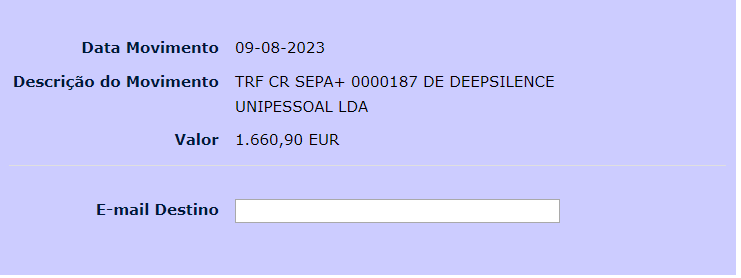 Data Movimento 09-08-2023
Descrição do Movimento TRF CR SEPA+ 0000187 DE DEEPSILENCE
UNIPESSOAL LDA
Valor 1.660,90 EUR
E-mail Destino